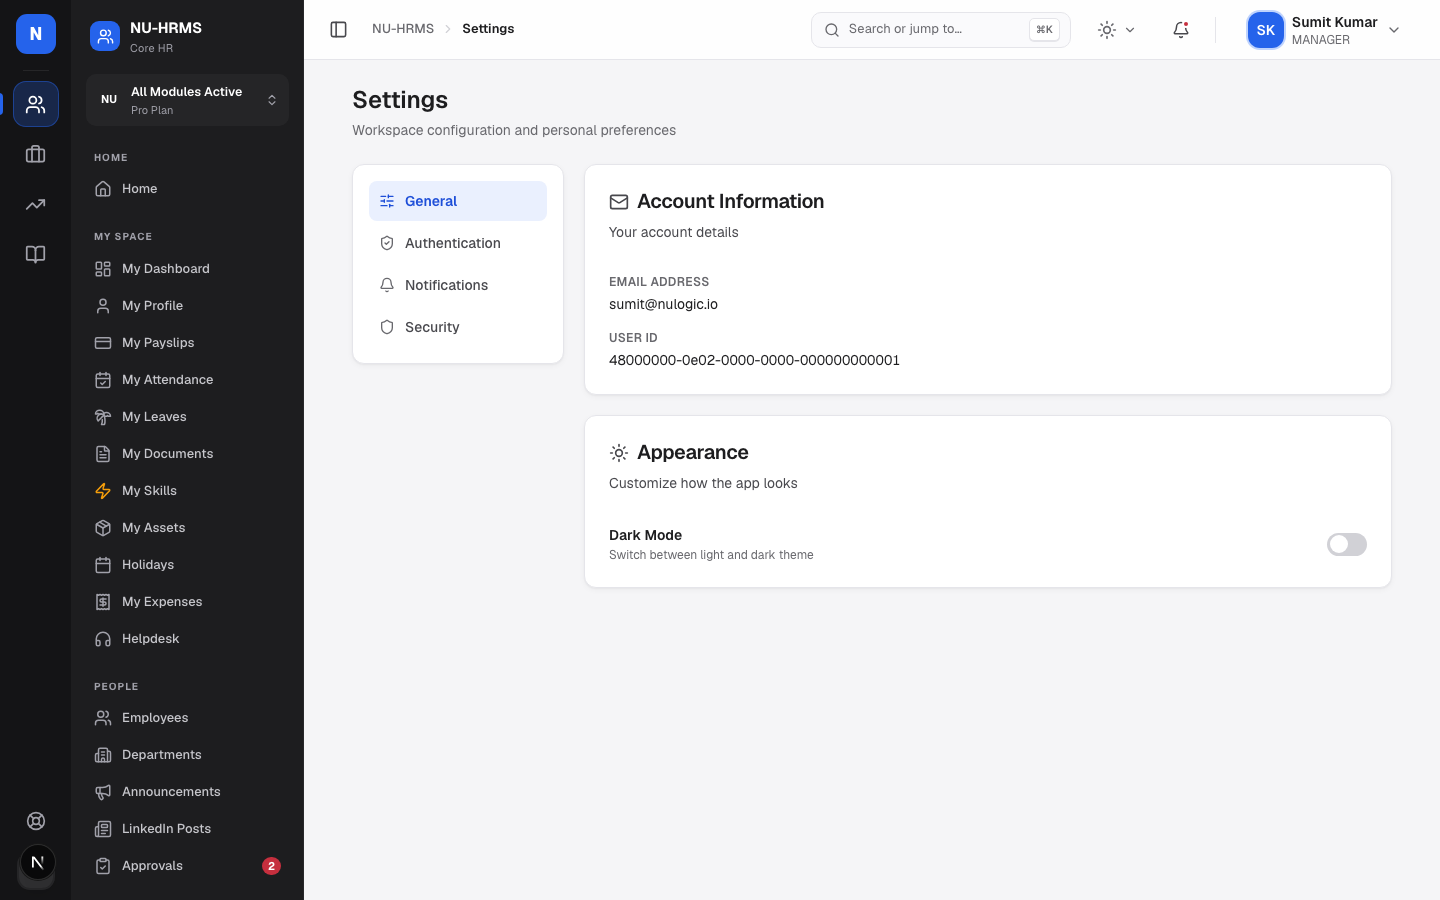 N
NU-HRMS
Core HR
NU
All Modules Active
Pro Plan
HOME
Home
MY SPACE
My Dashboard
My Profile
My Payslips
My Attendance
My Leaves
My Documents
My Skills
My Assets
Holidays
My Expenses
Helpdesk
PEOPLE
Employees
Departments
Announcements
LinkedIn Posts
Approvals 2
N
NU-HRMS Settings
Search or jump to... ⌘K
SK
Sumit Kumar
MANAGER
Settings
Workspace configuration and personal preferences
General
Authentication
Notifications
Security
Account Information
Your account details
EMAIL ADDRESS
sumit@nulogic.io
USER ID
48000000-0e02-0000-0000-000000000001
Appearance
Customize how the app looks
Dark Mode
Switch between light and dark theme